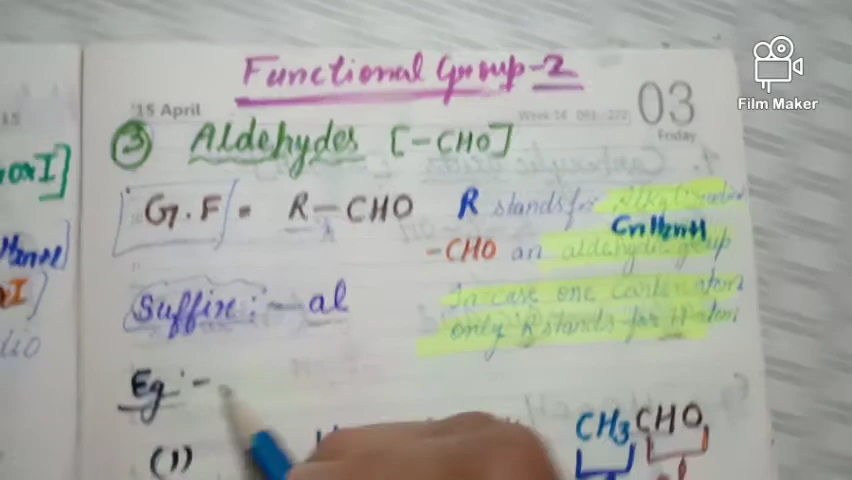 Functional Group-2
'15 April
03
Friday
Film Maker
③ Aldehydes [-CHO]
G.F = R-CHO
R stands for Alkyl
CnH2n+1
-CHO an aldehydic group
In case one carbon atom
only R stands for H-atom
Suffix:- al
Eg:-
(1)
CH3CHO